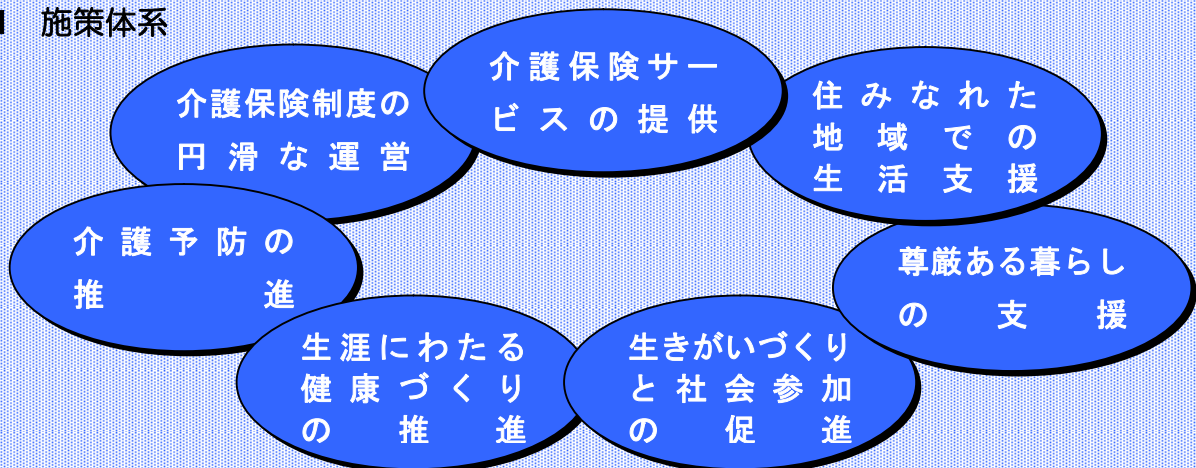 施策体系
介護保険サー
ビスの提供
介護保険制度の
円滑な運営
住みなれた
地域での
生活支援
介護予防の
推進
尊厳ある暮らし
の支援
生涯にわたる
健康づくり
の推進
生きがいづくり
と社会参加
の促進